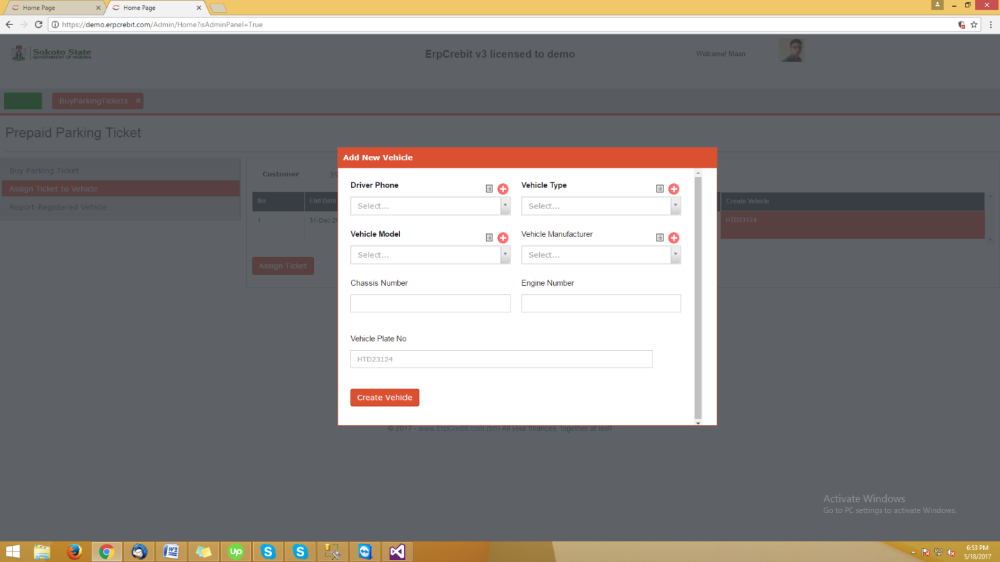 Home Page
Home Page
https://demo.erpcrebit.com/Admin/Home?isAdminPanel=True
Sokoto State
GOVERNMENT OF NIGERIA
ErpCrebit v3 licensed to demo
Welcome! Maan
BuyParkingTickets ×
Prepaid Parking Ticket
Buy Parking Ticket
Assign Ticket to Vehicle
Report-Registered Vehicle
Customer 39
No End Date Create Vehicle
1 31-Dec-20 HTD23124
Assign Ticket
Add New Vehicle
Driver Phone Vehicle Type
Select... Select...
Vehicle Model Vehicle Manufacturer
Select... Select...
Chassis Number Engine Number
Vehicle Plate No
HTD23124
Create Vehicle
© 2017 - www.ErpCreBit.com (tm) All your finances, together at last!
Activate Windows
Go to PC settings to activate Windows.
Up
S
S
W
6:53 PM
5/18/2017